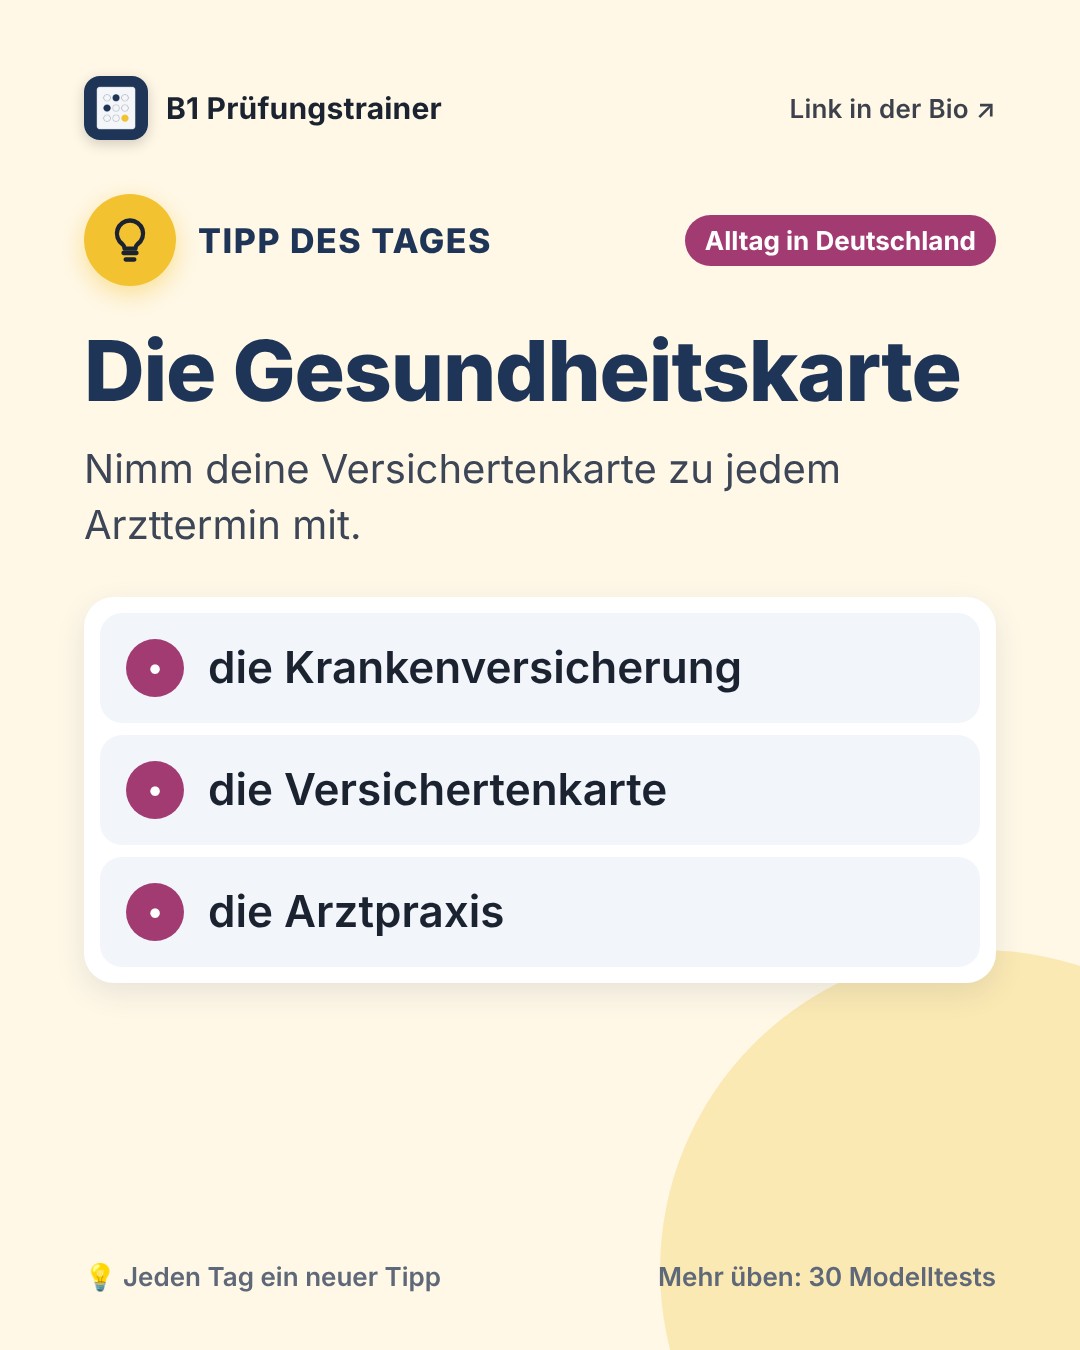 B1 Prüfungstrainer
Link in der Bio ↗
TIPP DES TAGES
Alltag in Deutschland
Die Gesundheitskarte
Nimm deine Versichertenkarte zu jedem
Arzttermin mit.
• die Krankenversicherung
• die Versichertenkarte
• die Arztpraxis
💡 Jeden Tag ein neuer Tipp
Mehr üben: 30 Modelltests